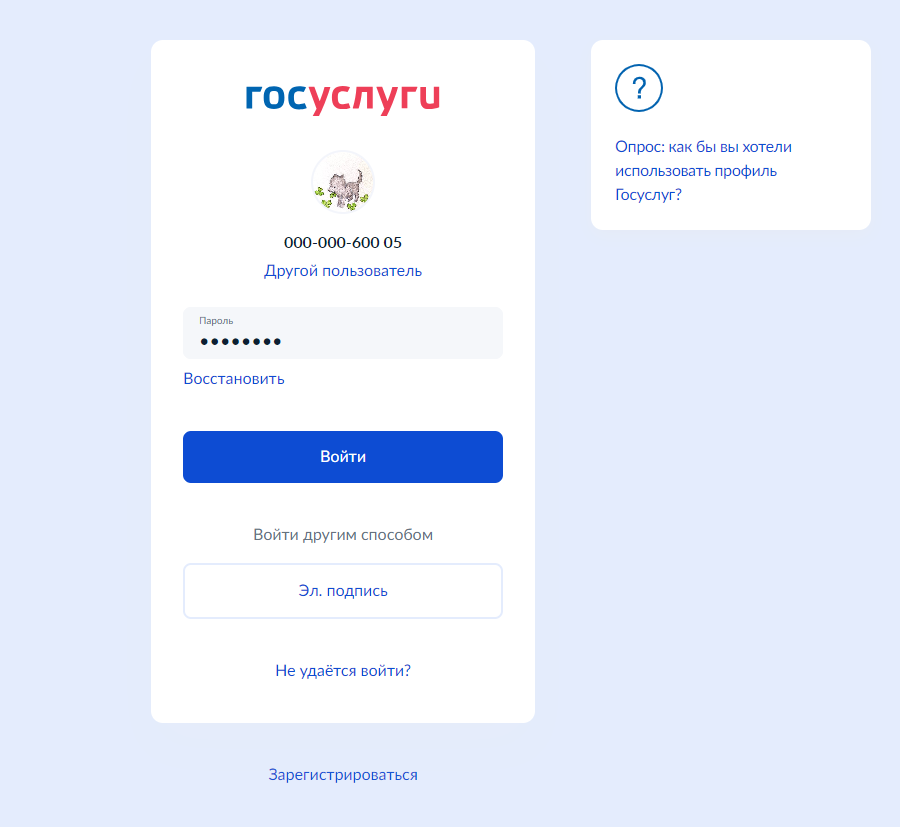 госуслуги
000-000-600 05
Другой пользователь
Пароль
Восстановить
Войти
Войти другим способом
Эл. подпись
Не удаётся войти?
Зарегистрироваться
?
Опрос: как бы вы хотели
использовать профиль
Госуслуг?